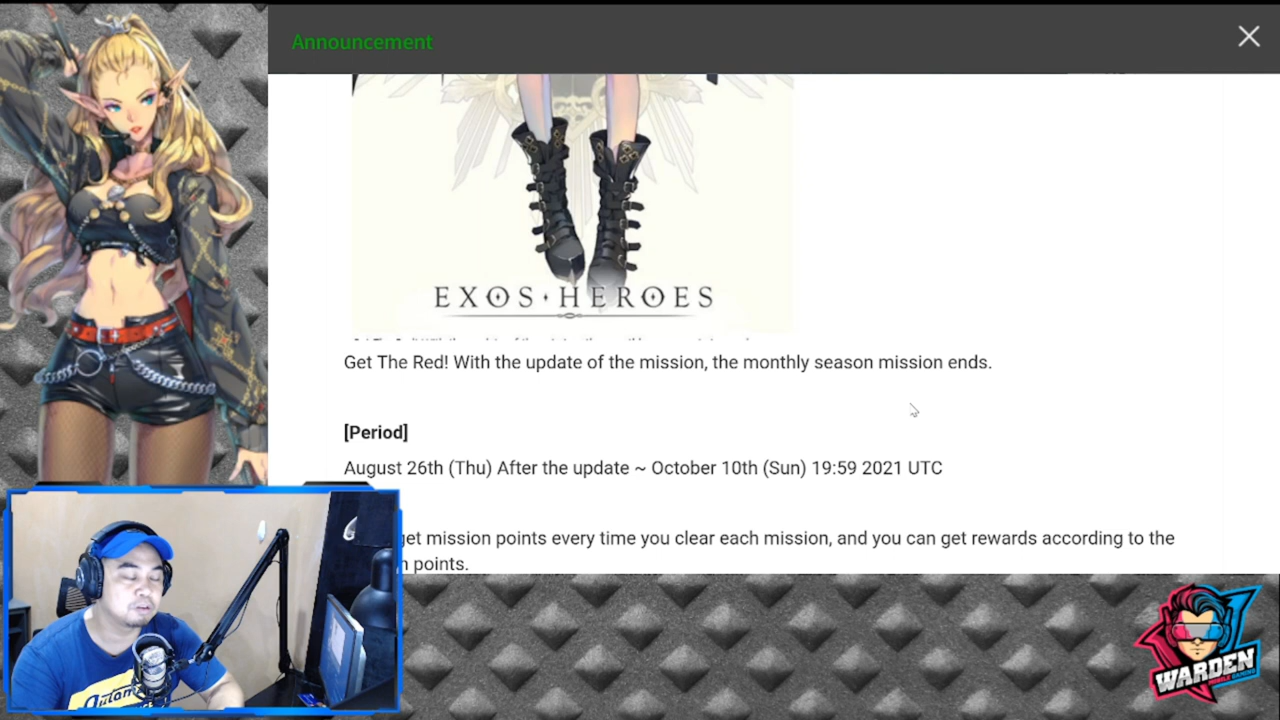 Announcement
EXOS HEROES
Get The Red! With the update of the mission, the monthly season mission ends.
[Period]
August 26th (Thu) After the update ~ October 10th (Sun) 19:59 2021 UTC
get mission points every time you clear each mission, and you can get rewards according to the
points.
WARDEN
MOBILE GAMING